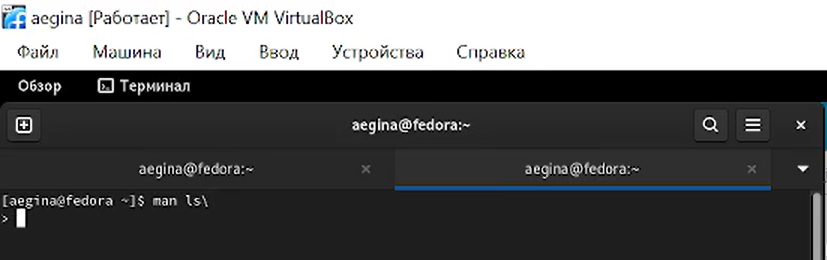 aegina [Работает] - Oracle VM VirtualBox
Файл Машина Вид Ввод Устройства Справка
Обзор Терминал
aegina@fedora:~
aegina@fedora:~ aegina@fedora:~
[aegina@fedora ~]$ man ls\
>